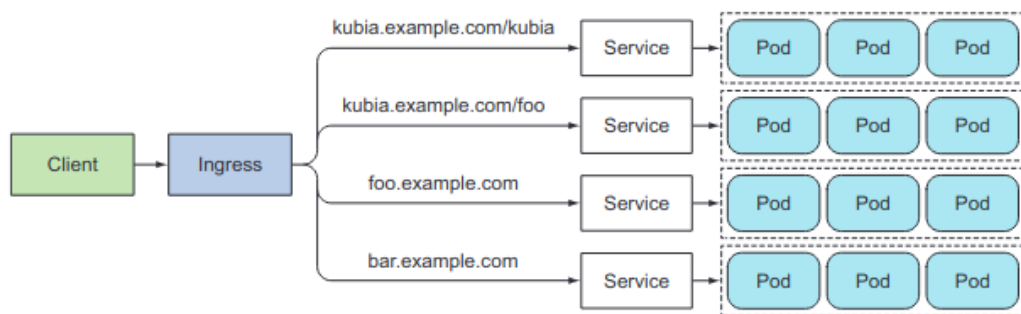 kubia.example.com/kubia
Service
Pod
Pod
Pod
kubia.example.com/foo
Service
Pod
Pod
Pod
Client
Ingress
foo.example.com
Service
Pod
Pod
Pod
bar.example.com
Service
Pod
Pod
Pod